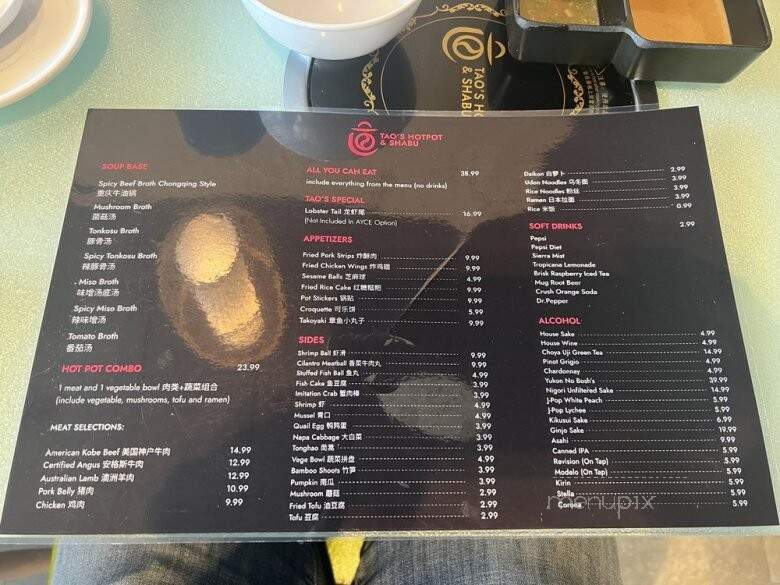 TAO'S HOTPOT
& SHABU
TAO'S HOTPOT
& SHABU
SOUP BASE
Spicy Beef Broth Chongqing Style
重庆牛油锅
Mushroom Broth
菌菇汤
Tonkosu Broth
豚骨汤
Spicy Tonkosu Broth
辣豚骨汤
Miso Broth
味增汤底汤
Spicy Miso Broth
辣味增汤
Tomato Broth
番茄汤
HOT POT COMBO 23.99
1 meat and 1 vegetable bowl 肉类+蔬菜组合
(include vegetable, mushrooms, tofu and ramen)
MEAT SELECTIONS:
American Kobe Beef 美国神户牛肉 14.99
Certified Angus 安格斯牛肉 12.99
Australian Lamb 澳洲羊肉 12.99
Pork Belly 猪肉 10.99
Chicken 鸡肉 9.99
ALL YOU CAN EAT 38.99
include everything from the menu (no drinks)
TAO'S SPECIAL
Lobster Tail 龙虾尾 16.99
(Not Included In AYCE Option)
APPETIZERS
Fried Pork Strips 炸酥肉 9.99
Fried Chicken Wings 炸鸡翅 9.99
Sesame Balls 芝麻球 4.99
Fried Rice Cake 红糖糍粑 9.99
Pot Stickers 锅贴 9.99
Croquette 可乐饼 5.99
Takoyaki 章鱼小丸子 9.99
SIDES
Shrimp Ball 虾滑 9.99
Cilantro Meatball 香菜牛肉丸 9.99
Stuffed Fish Ball 鱼丸 4.99
Fish Cake 鱼豆腐 3.99
Imitation Crab 蟹肉棒 3.99
Shrimp 虾 4.99
Mussel 青口 4.99
Quail Egg 鹌鹑蛋 3.99
Napa Cabbage 大白菜 3.99
Tonghao 茼蒿 3.99
Vege Bowl 蔬菜拼盘 4.99
Bamboo Shoots 竹笋 3.99
Pumpkin 南瓜 3.99
Mushroom 蘑菇 2.99
Fried Tofu 油豆腐 2.99
Tofu 豆腐 2.99
Daikon 白萝卜 2.99
Udon Noodles 乌冬面 3.99
Rice Noodles 粉丝 3.99
Ramen 日本拉面 3.99
Rice 米饭 0.99
SOFT DRINKS 2.99
Pepsi
Pepsi Diet
Sierra Mist
Tropicana Lemonade
Brisk Raspberry Iced Tea
Mug Root Beer
Crush Orange Soda
Dr.Pepper
ALCOHOL
House Sake 4.99
House Wine 4.99
Choya Uji Green Tea 14.99
Pinot Grigio 4.99
Chardonnay 4.99
Yukon No Bosh's 39.99
Nigori Unfiltered Sake 14.99
J-Pop White Peach 5.99
J-Pop Lychee 5.99
Kikusui Sake 6.99
Ginjo Sake 19.99
Asahi 9.99
Canned IPA 5.99
Revision (On Tap) 5.99
Modelo (On Tap) 5.99
Kirin 5.99
Stella 5.99
Corona 5.99
menupix